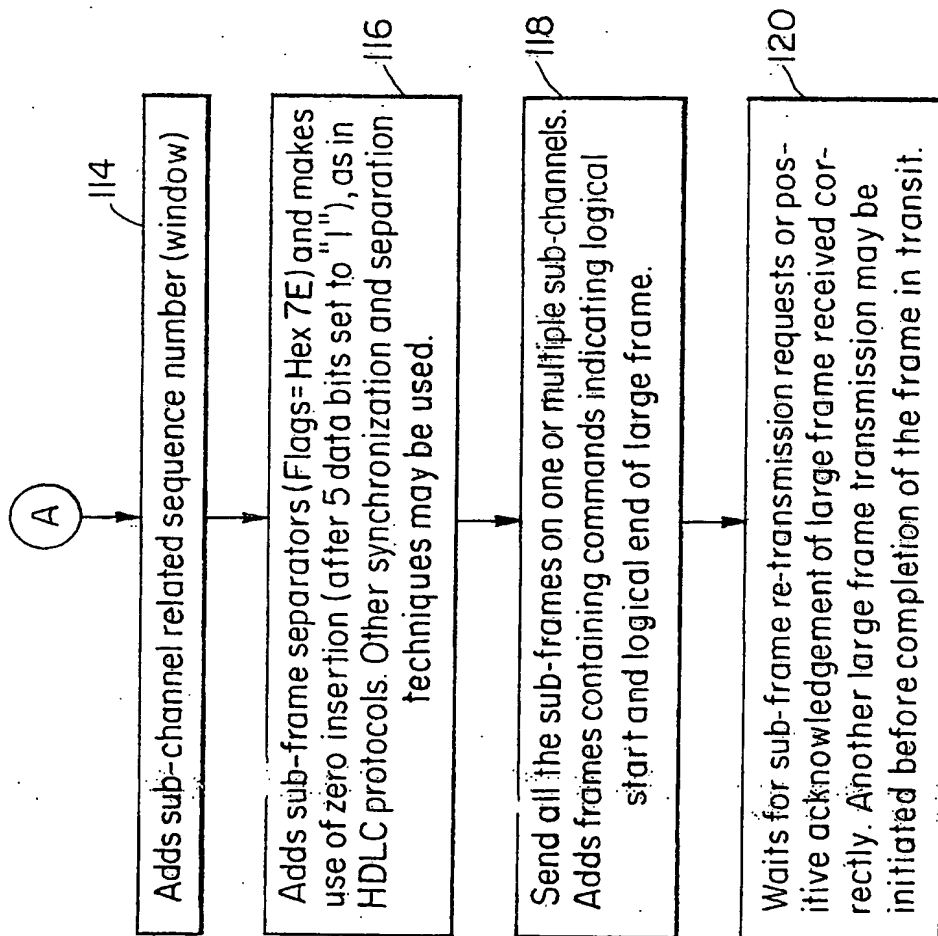 A
114
Adds sub-channel related sequence number (window)
116
Adds sub-frame separators (Flags=Hex 7E) and makes
use of zero insertion (after 5 data bits set to "1"), as in
HDLC protocols. Other synchronization and separation
techniques may be used.
118
Send all the sub-frames on one or multiple sub-channels.
Adds frames containing commands indicating logical
start and logical end of large frame.
120
Waits for sub-frame re-transmission requests or pos-
itive acknowledgement of large frame received cor-
rectly. Another large frame transmission may be
initiated before completion of the frame in transit.